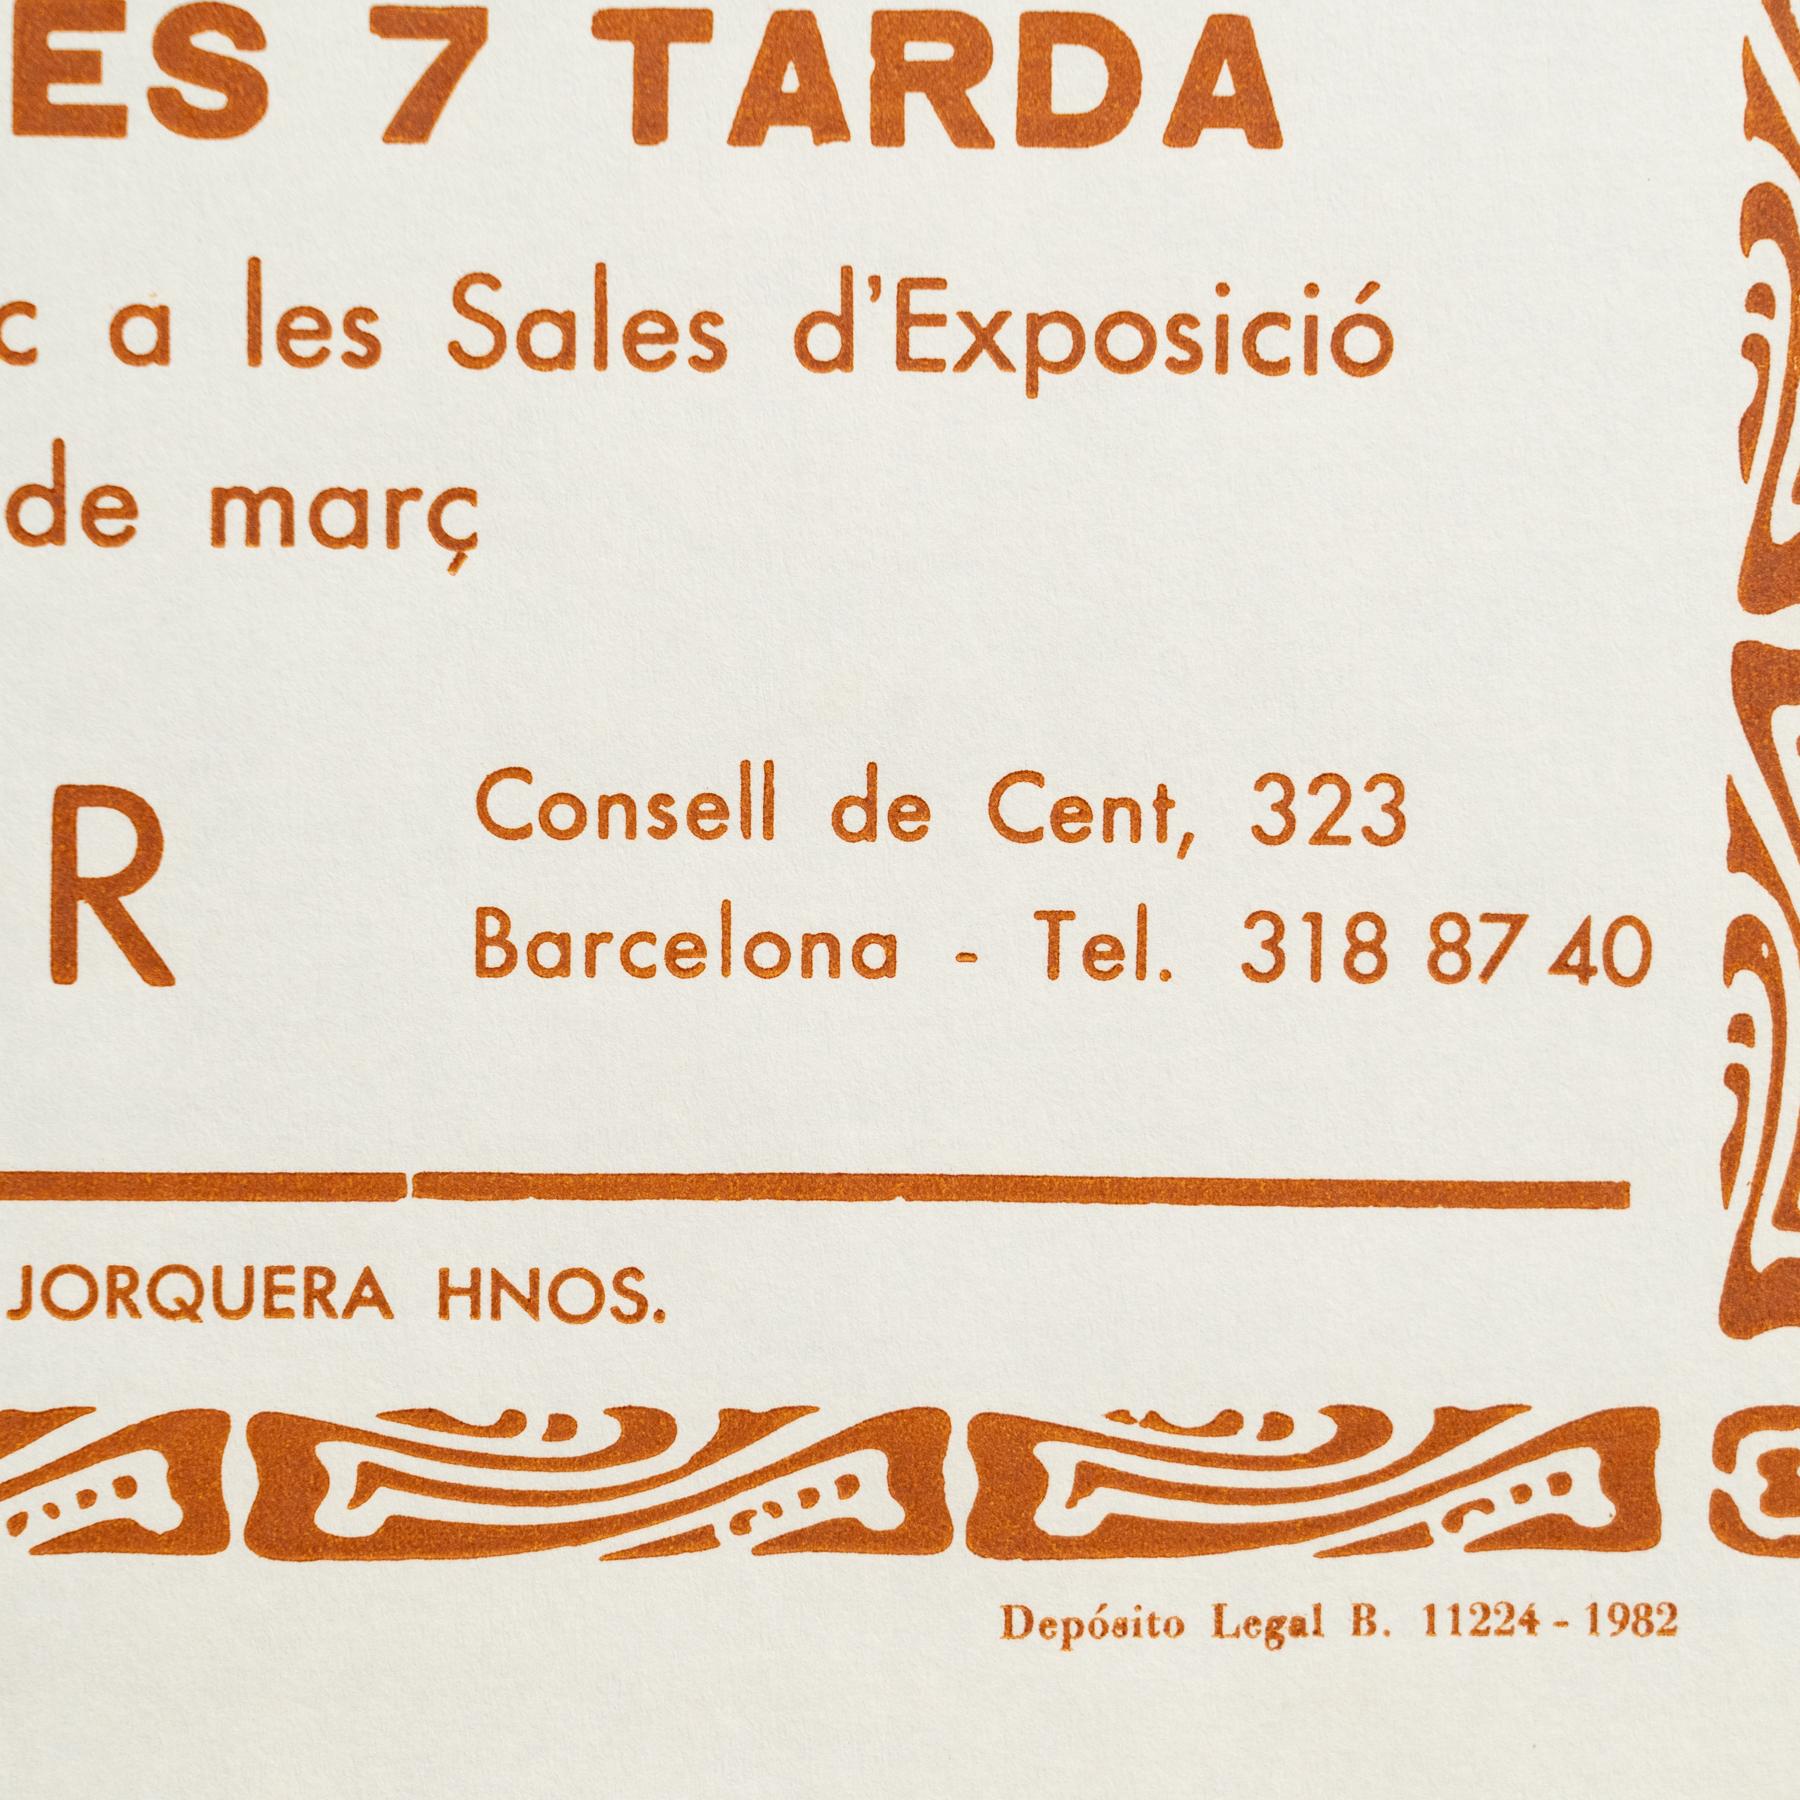 ES 7 TARDA
c a les Sales d'Exposició
de març
R
Consell de Cent, 323
Barcelona - Tel. 318 87 40
JORQUERA HNOS.
Depósito Legal B. 11224 - 1982